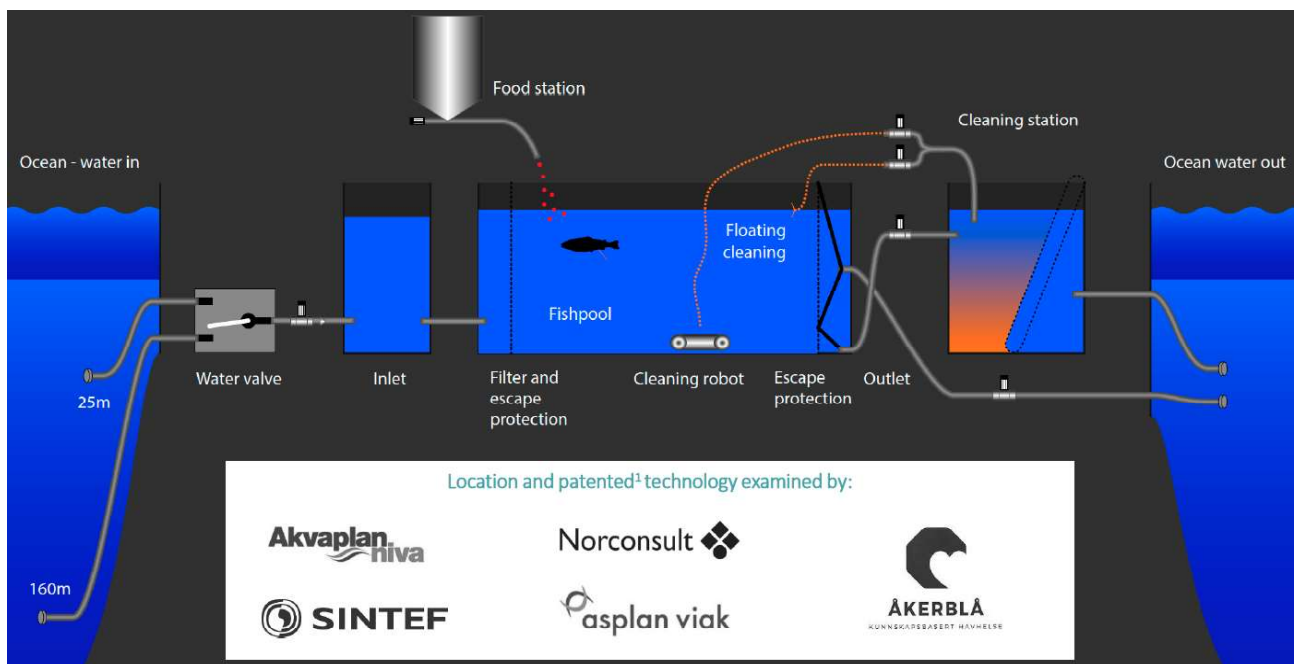 Food station
Cleaning station
Ocean - water in
Ocean water out
Floating
cleaning
Fishpool
Water valve
Inlet
Filter and
escape
protection
Cleaning robot
Escape
protection
Outlet
25m
160m
Location and patented¹ technology examined by:
Akvaplan
niva
Norconsult
SINTEF
asplan viak
ÅKERBLÅ
KUNNSKAPSBASERT HAVHELSE